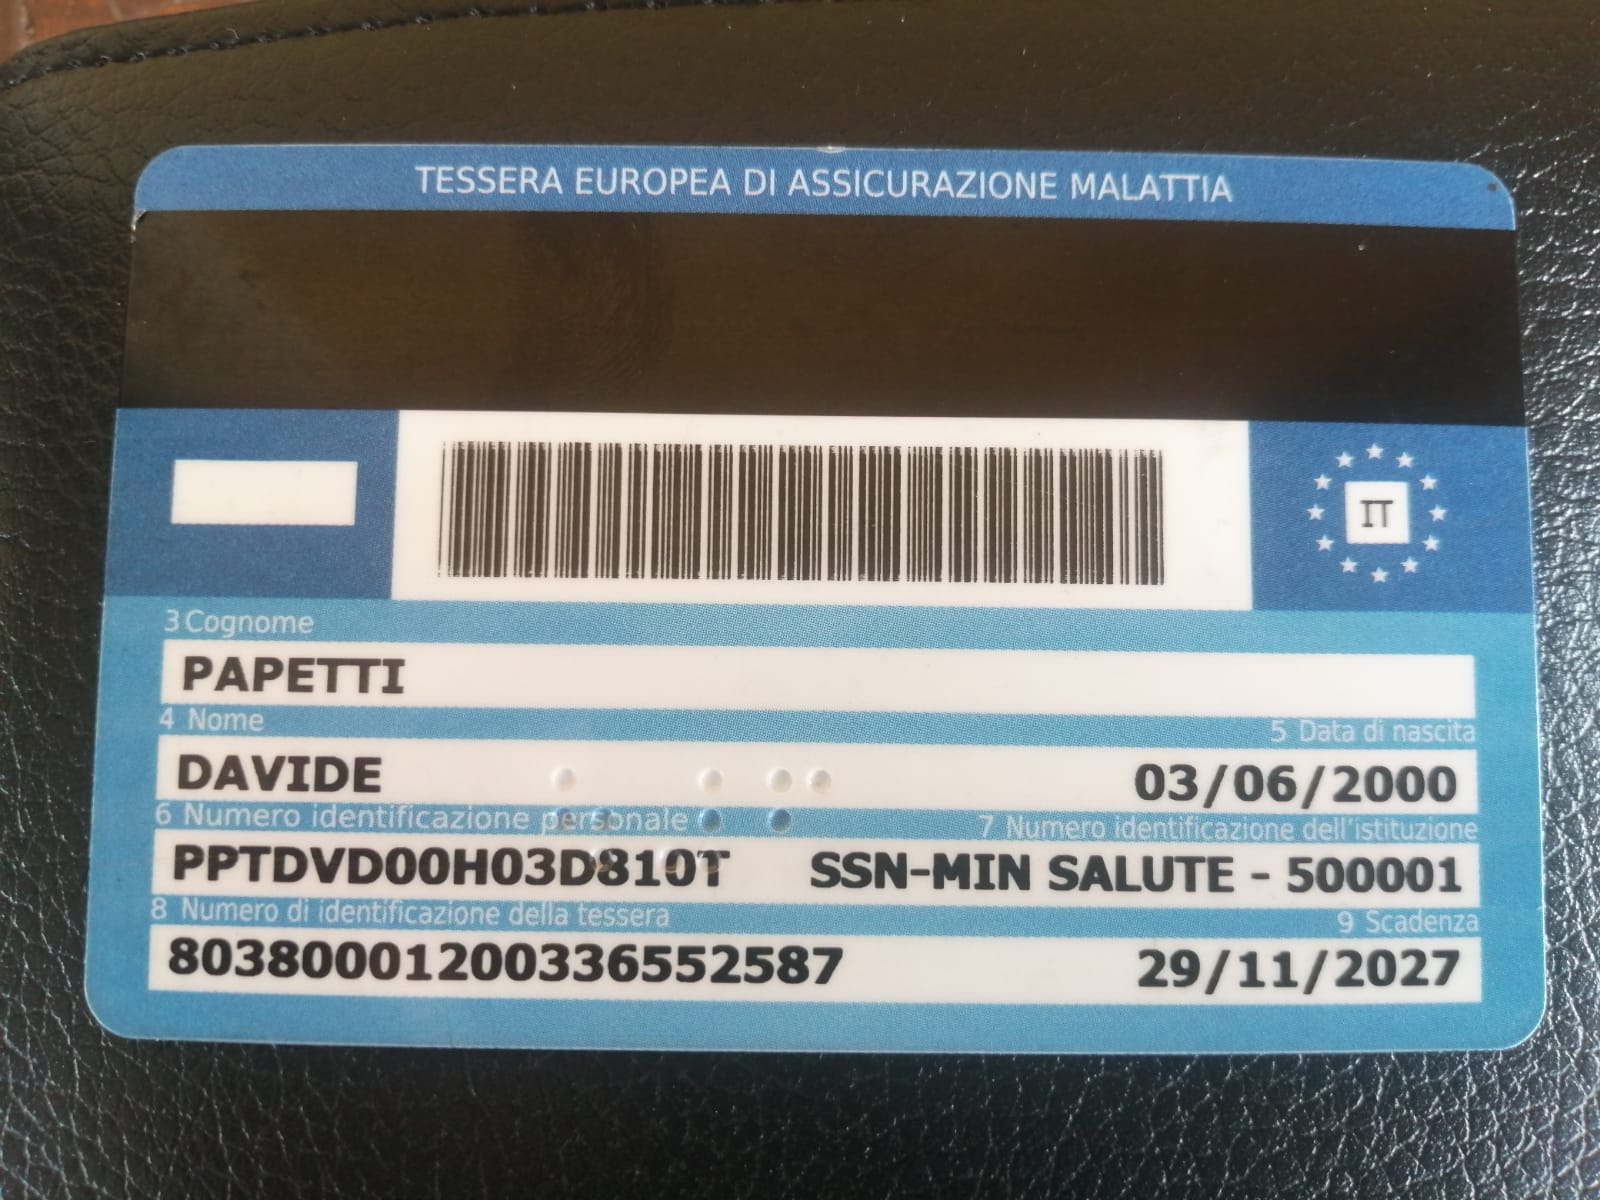 TESSERA EUROPEA DI ASSICURAZIONE MALATTIA
IT
3 Cognome
PAPETTI
4 Nome 5 Data di nascita
DAVIDE 03/06/2000
6 Numero identificazione personale 7 Numero identificazione dell'istituzione
PPTDVD00H03D810T SSN-MIN SALUTE - 500001
8 Numero di identificazione della tessera 9 Scadenza
80380001200336552587 29/11/2027